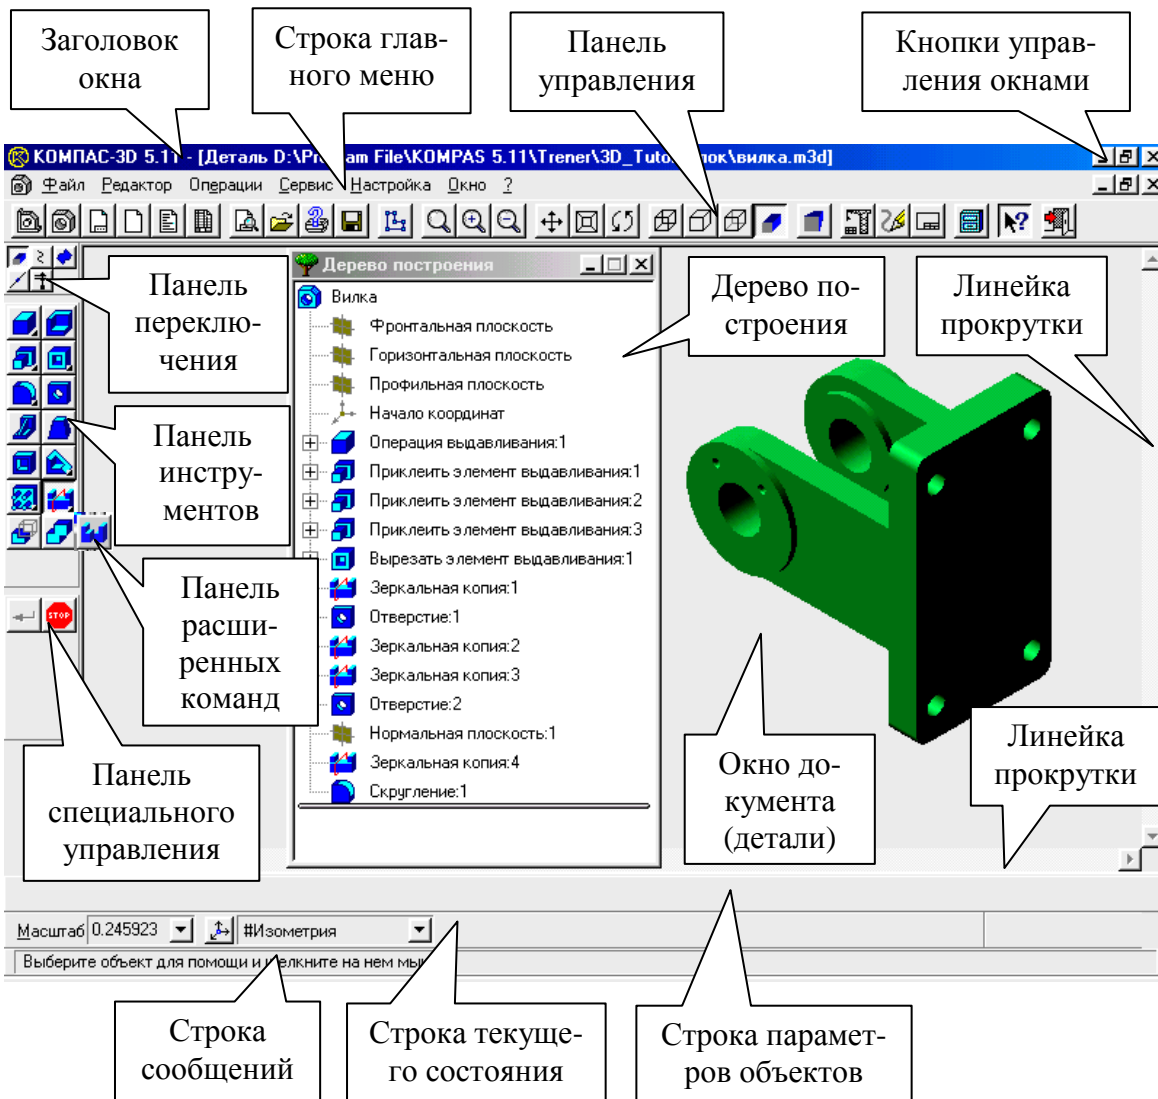 Заголовок
окна
Строка глав-
ного меню
Панель
управления
Кнопки управ-
ления окнами
КОМПАС-3D 5.11 - [Деталь D:\Pr am File\KOMPAS 5.11\Trener\3D_Tuto лок\вилка.m3d]
Файл Редактор Операции Сервис Настройка Окно ?
Панель
переклю-
чения
Дерево построения
Дерево по-
строения
Линейка
прокрутки
Вилка
Фронтальная плоскость
Горизонтальная плоскость
Профильная плоскость
Начало координат
Операция выдавливания:1
Приклеить элемент выдавливания:1
Приклеить элемент выдавливания:2
Приклеить элемент выдавливания:3
Вырезать элемент выдавливания:1
Зеркальная копия:1
Отверстие:1
Зеркальная копия:2
Зеркальная копия:3
Отверстие:2
Нормальная плоскость:1
Зеркальная копия:4
Скругление:1
Панель
инстру-
ментов
Панель
расши-
ренных
команд
STOP
Панель
специального
управления
Окно до-
кумента
(детали)
Линейка
прокрутки
Масштаб 0.245923 #Изометрия
Выберите объект для помощи и щелкните на нем мы
Строка
сообщений
Строка текуще-
го состояния
Строка парамет-
ров объектов